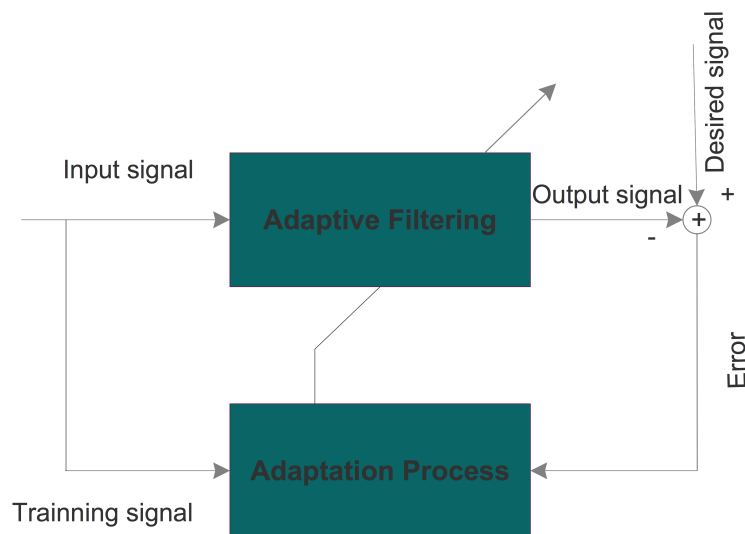 Desired signal
Input signal
Output signal
+
Adaptive Filtering
+
-
Error
Adaptation Process
Trainning signal